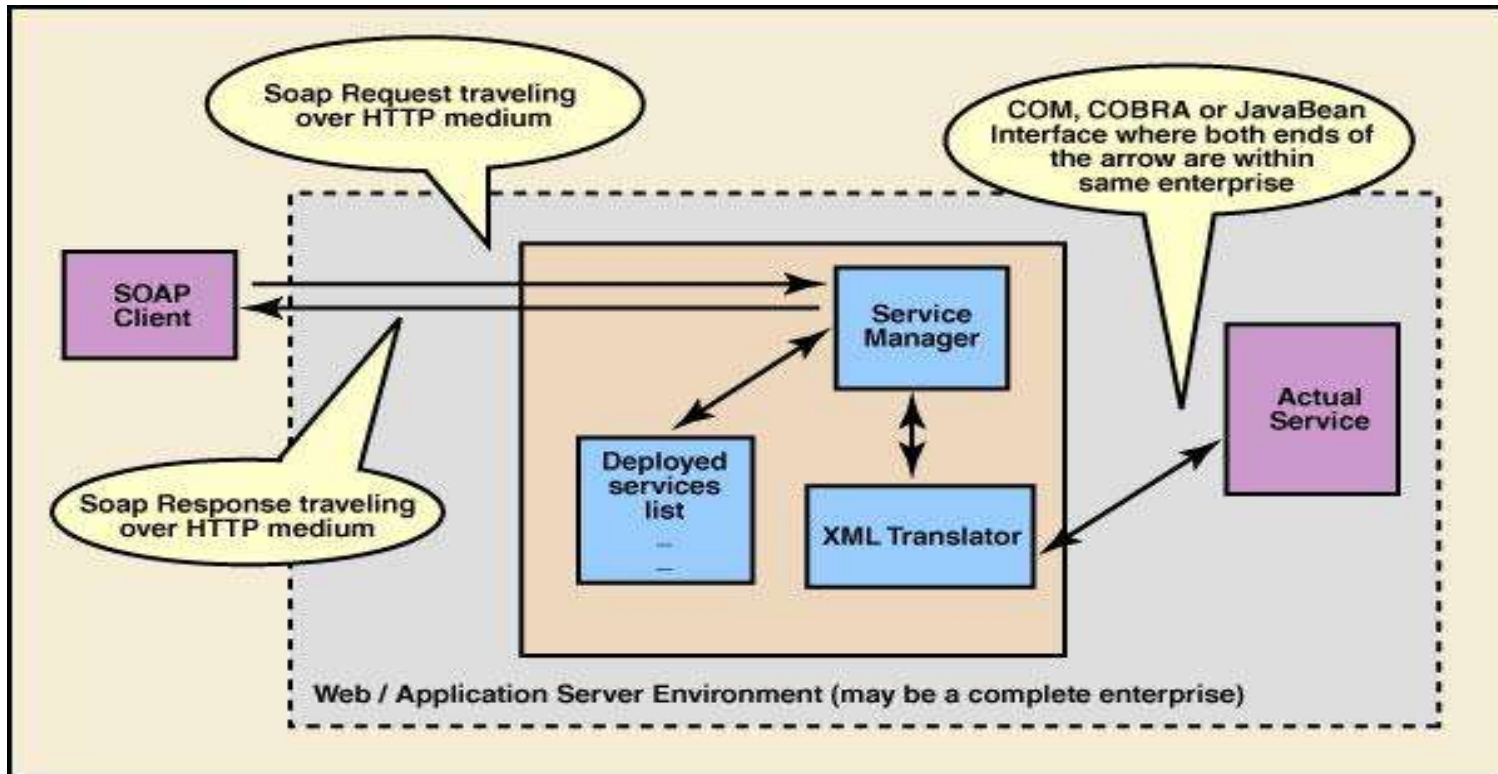 Soap Request traveling
over HTTP medium
COM, COBRA or JavaBean
Interface where both ends of
the arrow are within
same enterprise
SOAP
Client
Service
Manager
Actual
Service
Deployed
services
list
...
...
XML Translator
Soap Response traveling
over HTTP medium
Web / Application Server Environment (may be a complete enterprise)